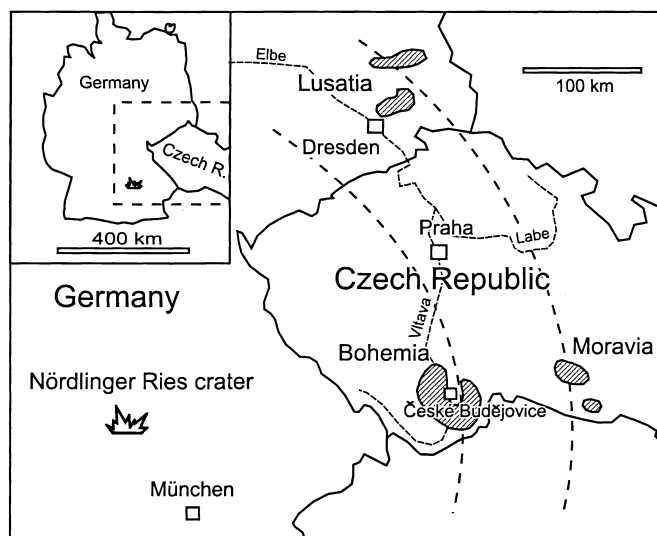 Germany
Czech R.
400 km
Elbe
Lusatia
Dresden
100 km
Praha
Labe
Czech Republic
Vltava
Germany
Bohemia
Moravia
Nördlinger Ries crater
České Budějovice
München